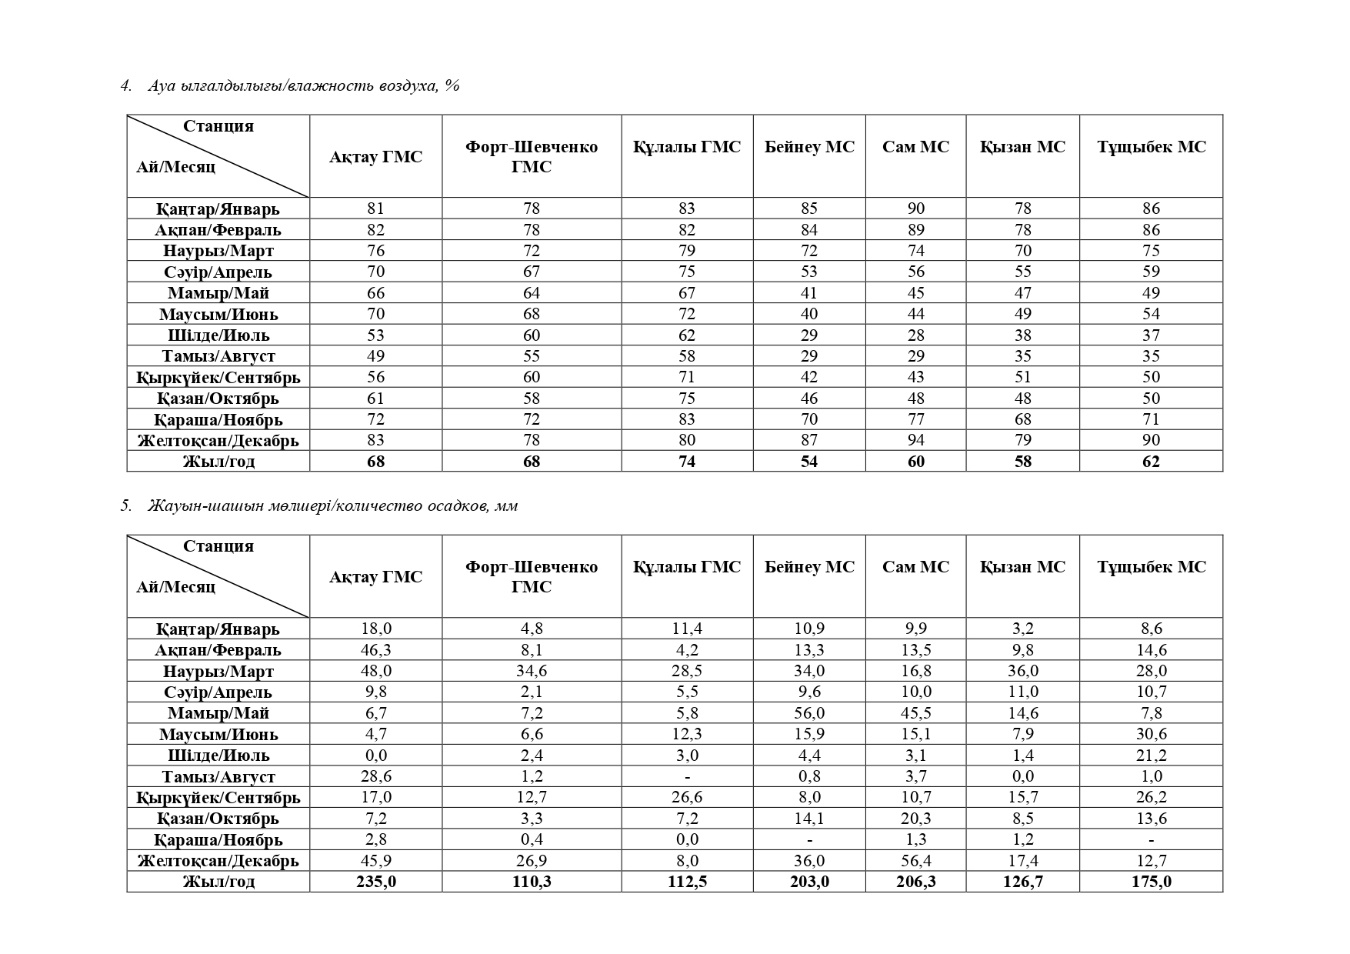 4. Ауа ылғалдылығы/влажность воздуха, %
Станция
Ай/Месяц
Ақтау ГМС Форт-Шевченко ГМС Құлалы ГМС Бейнеу МС Сам МС Қызан МС Тұщыбек МС
Қаңтар/Январь 81 78 83 85 90 78 86
Ақпан/Февраль 82 78 82 84 89 78 86
Наурыз/Март 76 72 79 72 74 70 75
Сәуір/Апрель 70 67 75 53 56 55 59
Мамыр/Май 66 64 67 41 45 47 49
Маусым/Июнь 70 68 72 40 44 49 54
Шілде/Июль 53 60 62 29 28 38 37
Тамыз/Август 49 55 58 29 29 35 35
Қыркүйек/Сентябрь 56 60 71 42 43 51 50
Қазан/Октябрь 61 58 75 46 48 48 50
Қараша/Ноябрь 72 72 83 70 77 68 71
Желтоқсан/Декабрь 83 78 80 87 94 79 90
Жыл/год 68 68 74 54 60 58 62
5. Жауын-шашын мөлшері/количество осадков, мм
Станция
Ай/Месяц
Ақтау ГМС Форт-Шевченко ГМС Құлалы ГМС Бейнеу МС Сам МС Қызан МС Тұщыбек МС
Қаңтар/Январь 18,0 4,8 11,4 10,9 9,9 3,2 8,6
Ақпан/Февраль 46,3 8,1 4,2 13,3 13,5 9,8 14,6
Наурыз/Март 48,0 34,6 28,5 34,0 16,8 36,0 28,0
Сәуір/Апрель 9,8 2,1 5,5 9,6 10,0 11,0 10,7
Мамыр/Май 6,7 7,2 5,8 56,0 45,5 14,6 7,8
Маусым/Июнь 4,7 6,6 12,3 15,9 15,1 7,9 30,6
Шілде/Июль 0,0 2,4 3,0 4,4 3,1 1,4 21,2
Тамыз/Август 28,6 1,2 - 0,8 3,7 0,0 1,0
Қыркүйек/Сентябрь 17,0 12,7 26,6 8,0 10,7 15,7 26,2
Қазан/Октябрь 7,2 3,3 7,2 14,1 20,3 8,5 13,6
Қараша/Ноябрь 2,8 0,4 0,0 - 1,3 1,2 -
Желтоқсан/Декабрь 45,9 26,9 8,0 36,0 56,4 17,4 12,7
Жыл/год 235,0 110,3 112,5 203,0 206,3 126,7 175,0